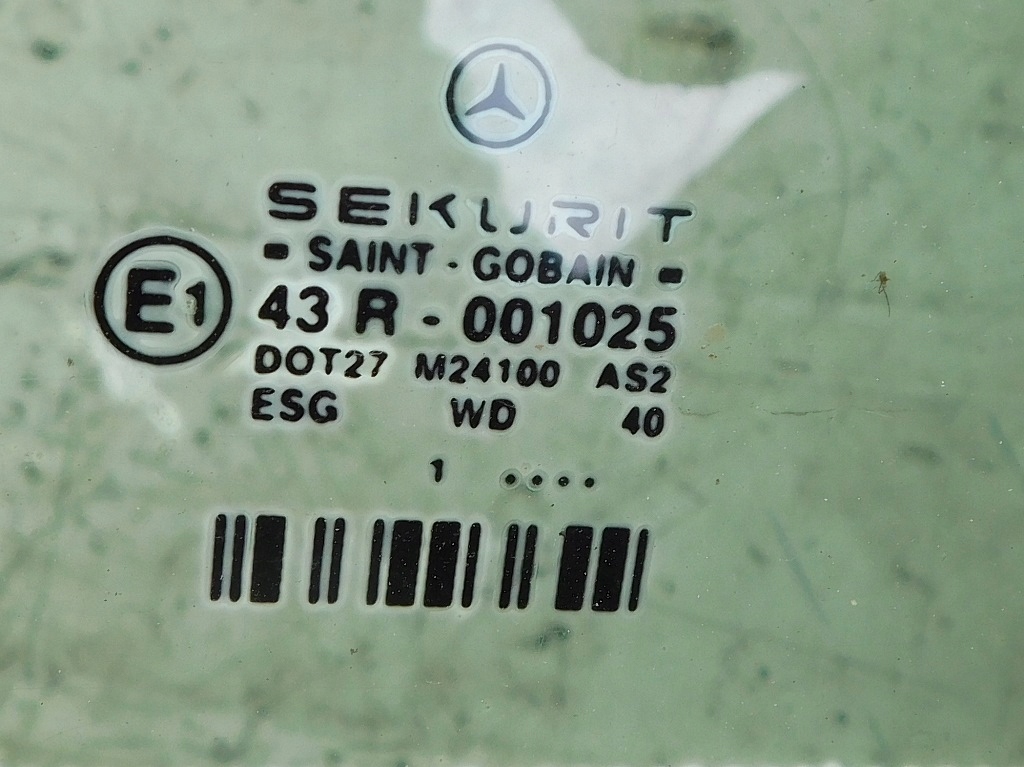 SEKURIT
- SAINT - GOBAIN -
E1
43 R - 001025
DOT27 M24100 AS2
ESG WD 40
1 ....